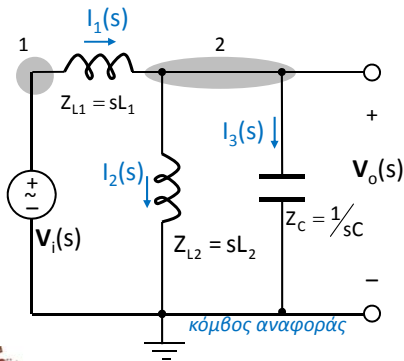 I1(s)
1
2
ZL1 = sL1
+
I3(s)
I2(s)
Vo(s)
+
~
−
Vi(s)
ZC = 1/sC
ZL2 = sL2
−
κόμβος αναφοράς